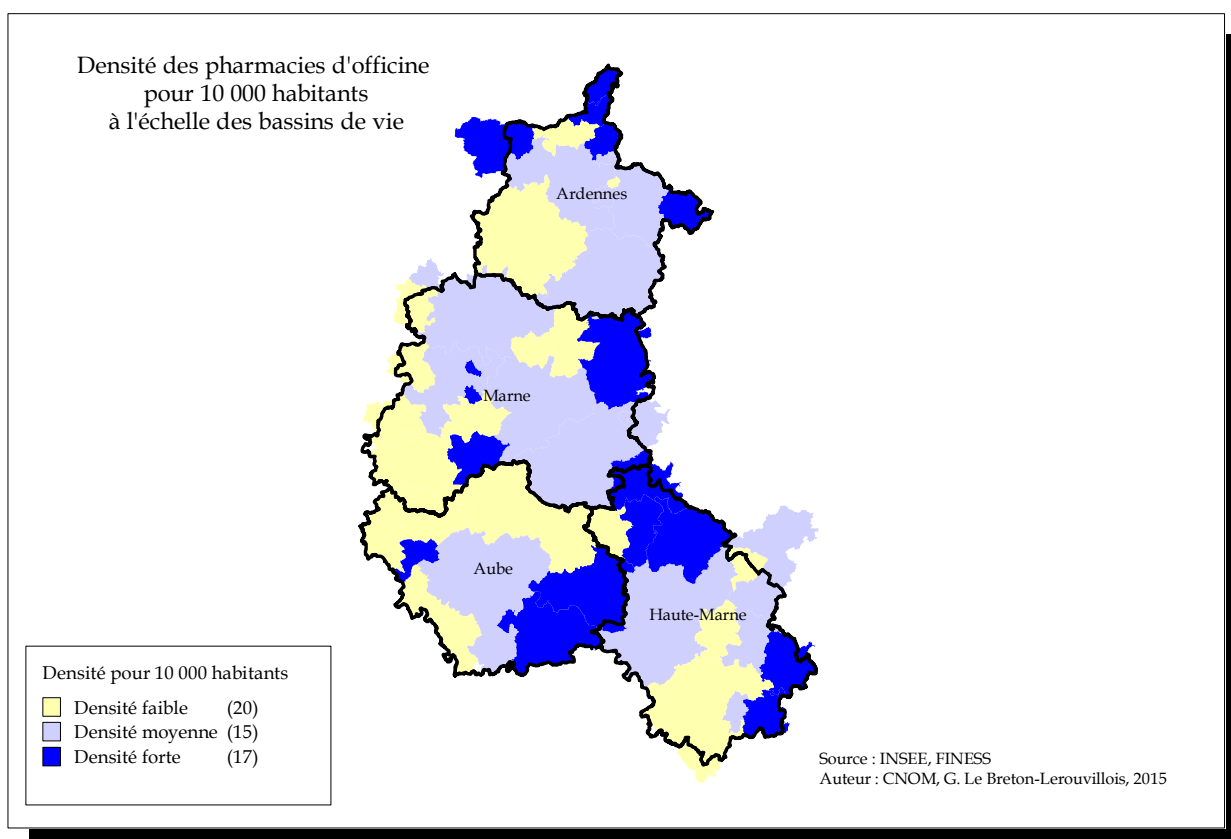 Densité des pharmacies d'officine
pour 10 000 habitants
à l'échelle des bassins de vie
Ardennes
Marne
Aube
Haute-Marne
Densité pour 10 000 habitants
Densité faible (20)
Densité moyenne (15)
Densité forte (17)
Source : INSEE, FINESS
Auteur : CNOM, G. Le Breton-Lerouvillois, 2015